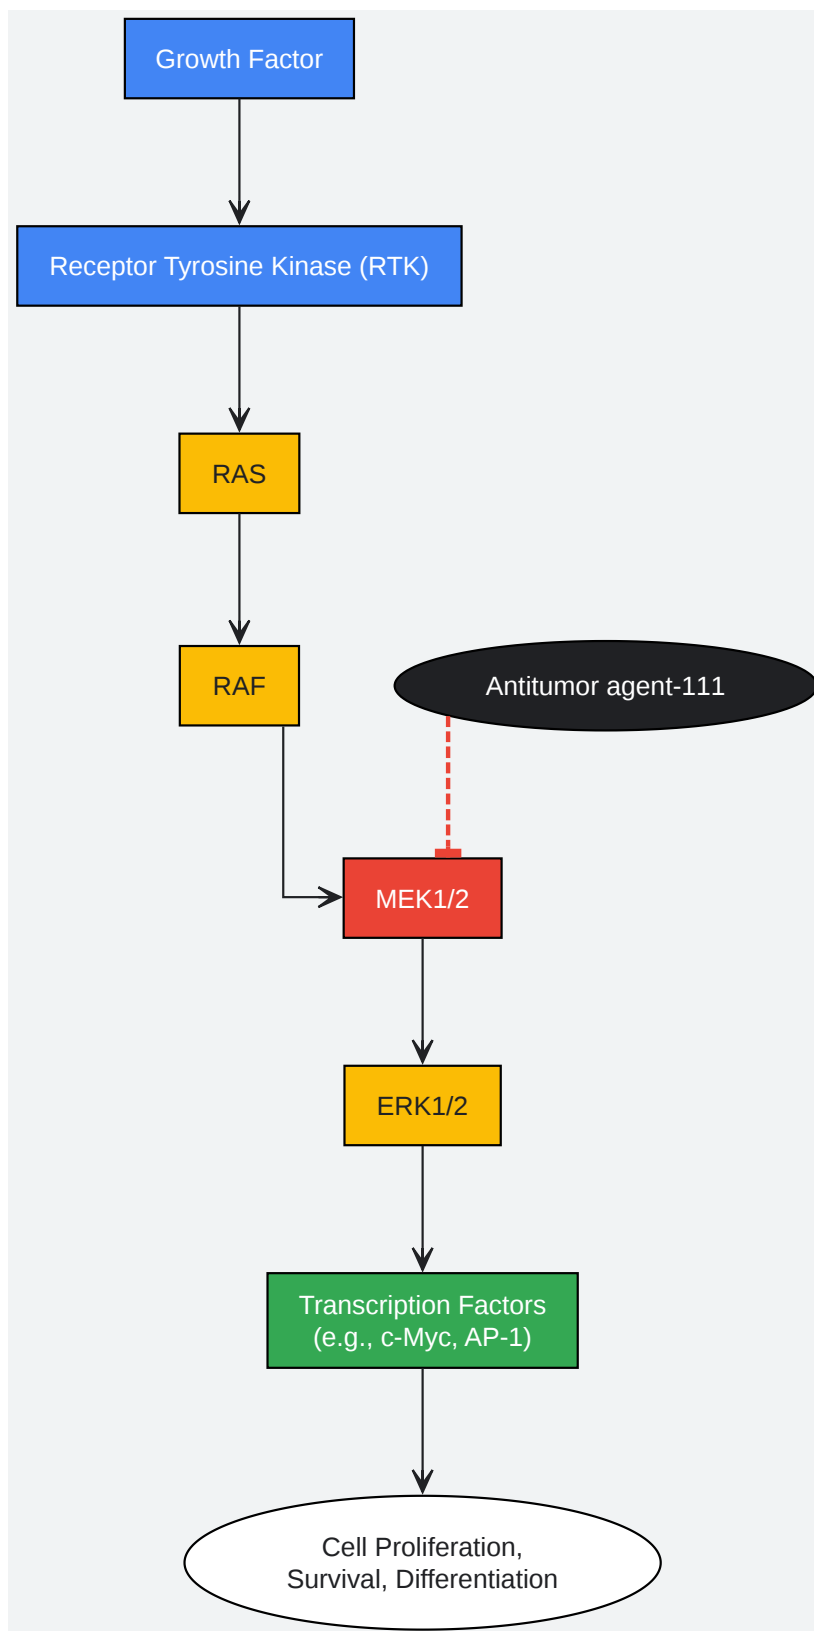 Growth Factor
Receptor Tyrosine Kinase (RTK)
RAS
RAF
Antitumor agent-111
MEK1/2
ERK1/2
Transcription Factors
(e.g., c-Myc, AP-1)
Cell Proliferation,
Survival, Differentiation